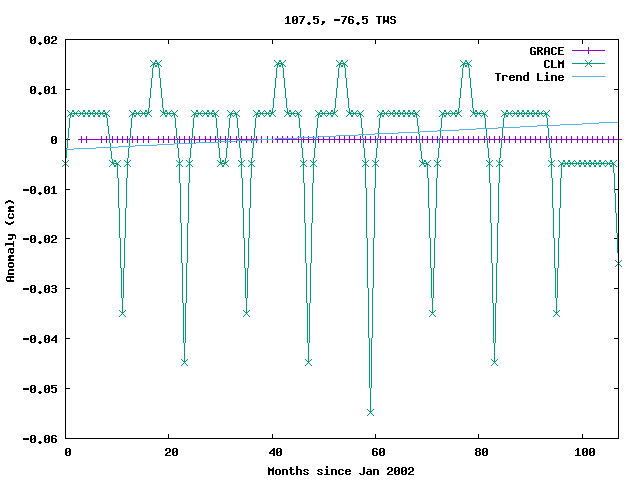 107.5, -76.5 TWS
GRACE
CLM
Trend Line
0.02
0.01
0
-0.01
-0.02
-0.03
-0.04
-0.05
-0.06
Anomaly (cm)
0 20 40 60 80 100
Months since Jan 2002